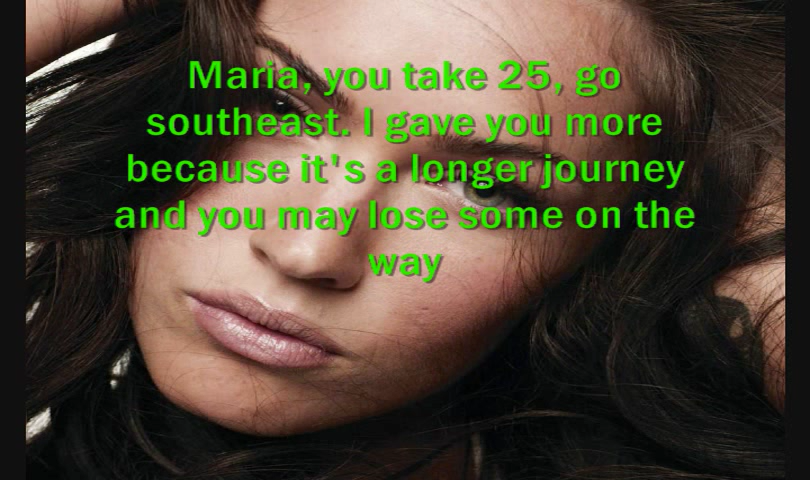 Maria, you take 25, go
southeast. I gave you more
because it's a longer journey
and you may lose some on the
way